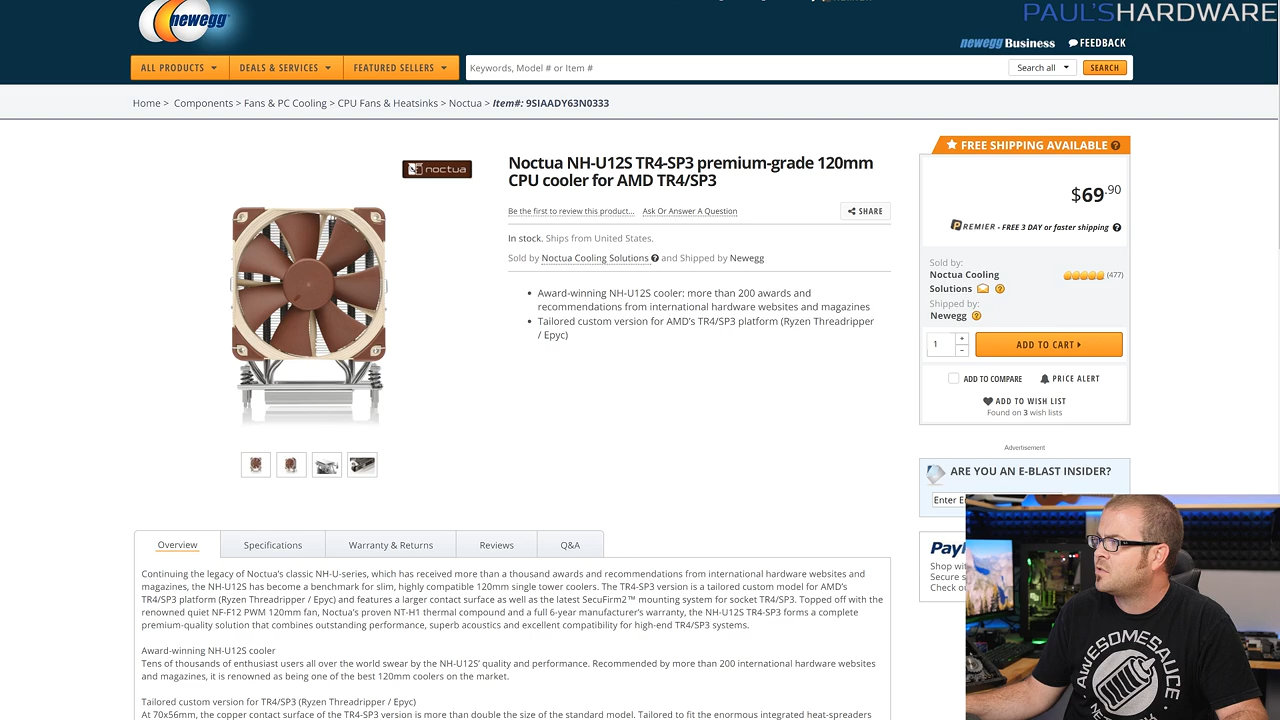 newegg
PAUL'SHARDWARE
newegg Business
FEEDBACK
ALL PRODUCTS
DEALS & SERVICES
FEATURED SELLERS
Keywords, Model # or Item #
Search all
SEARCH
Home > Components > Fans & PC Cooling > CPU Fans & Heatsinks > Noctua > Item#: 9SIAADY63N0333
noctua
Noctua NH-U12S TR4-SP3 premium-grade 120mm
CPU cooler for AMD TR4/SP3
Be the first to review this product...
Ask Or Answer A Question
SHARE
In stock. Ships from United States.
Sold by Noctua Cooling Solutions and Shipped by Newegg
Award-winning NH-U12S cooler: more than 200 awards and
recommendations from international hardware websites and magazines
Tailored custom version for AMD's TR4/SP3 platform (Ryzen Threadripper
/ Epyc)
FREE SHIPPING AVAILABLE
$69.90
PREMIER - FREE 3 DAY or faster shipping
Sold by:
Noctua Cooling
Solutions
(477)
Shipped by:
Newegg
1
ADD TO CART
ADD TO COMPARE
PRICE ALERT
ADD TO WISH LIST
Found on 3 wish lists
Advertisement
ARE YOU AN E-BLAST INSIDER?
Enter E
Shop wi
Secure s
Check ou
Overview
Specifications
Warranty & Returns
Reviews
Q&A
Continuing the legacy of Noctua's classic NH-U-series, which has received more than a thousand awards and recommendations from international hardware websites and
magazines, the NH-U12S has become a benchmark for slim, highly compatible 120mm single tower coolers. The TR4-SP3 version is a tailored custom model for AMD's
TR4/SP3 platform (Ryzen Threadripper / Epyc) and features a larger contact surface as well as the latest SecuFirm2™ mounting system for socket TR4/SP3. Topped off with the
renowned quiet NF-F12 PWM 120mm fan, Noctua's proven NT-H1 thermal compound and a full 6-year manufacturer's warranty, the NH-U12S TR4-SP3 forms a complete
premium-quality solution that combines outstanding performance, superb acoustics and excellent compatibility for high-end TR4/SP3 systems.
Award-winning NH-U12S cooler
Tens of thousands of enthusiast users all over the world swear by the NH-U12S' quality and performance. Recommended by more than 200 international hardware websites
and magazines, it is renowned as being one of the best 120mm coolers on the market.
Tailored custom version for TR4/SP3 (Ryzen Threadripper / Epyc)
At 70x56mm, the copper contact surface of the TR4-SP3 version is more than double the size of the standard model. Tailored to fit the enormous integrated heat-spreaders
AWESOMESAUCE